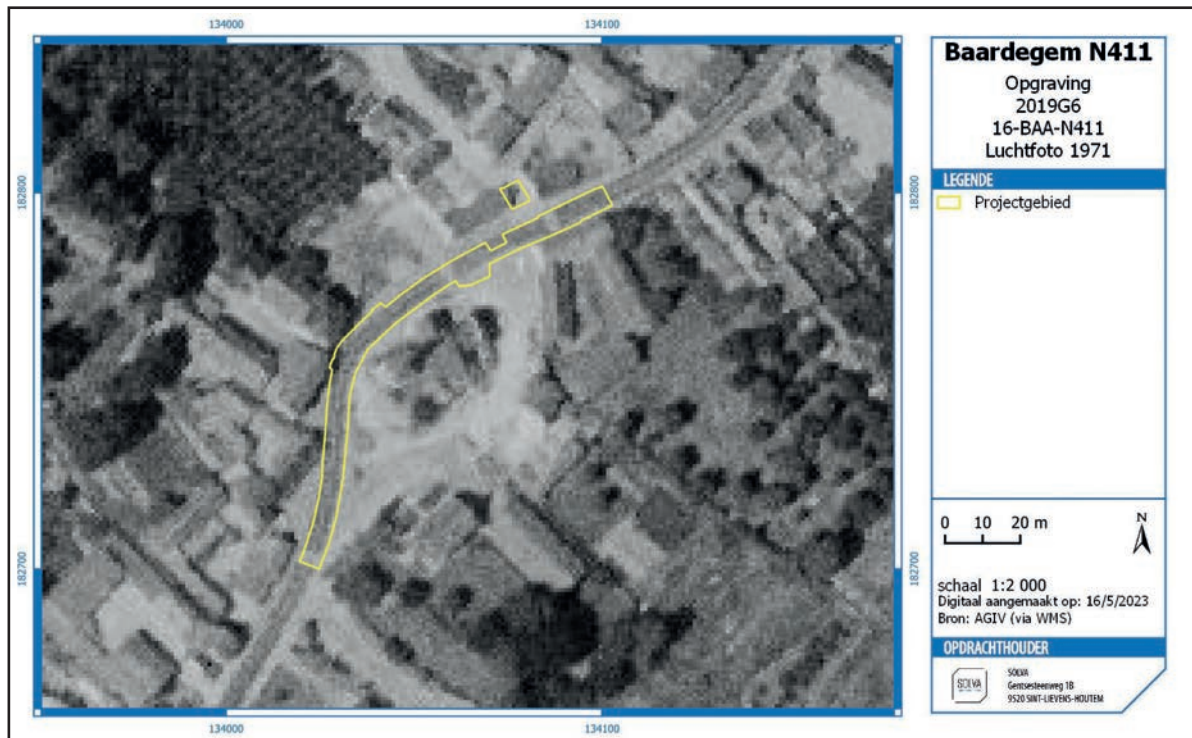 134000
134100
182800
182800
182700
182700
134000
134100
Baardegem N411
Opgraving
2019G6
16-BAA-N411
Luchtfoto 1971
LEGENDE
Projectgebied
0 10 20 m
N
schaal 1:2 000
Digitaal aangemaakt op: 16/5/2023
Bron: AGIV (via WMS)
OPDRACHTHOUDER
SOLVA
SOLVA
Gentsesteenweg 1B
9520 SINT-LIEVENS-HOUTEM